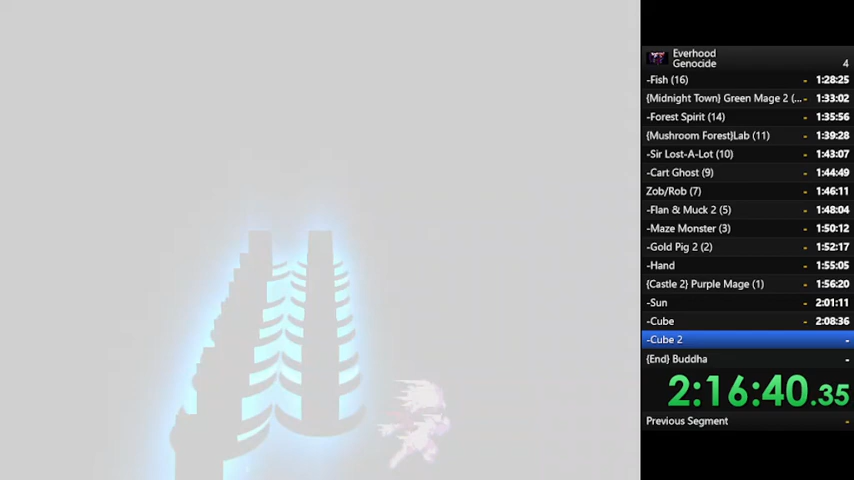 Everhood
Genocide 4
-Fish (16) - 1:28:25
{Midnight Town} Green Mage 2 (... - 1:33:02
-Forest Spirit (14) - 1:35:56
{Mushroom Forest}Lab (11) - 1:39:28
-Sir Lost-A-Lot (10) - 1:43:07
-Cart Ghost (9) - 1:44:49
Zob/Rob (7) - 1:46:11
-Flan & Muck 2 (5) - 1:48:04
-Maze Monster (3) - 1:50:12
-Gold Pig 2 (2) - 1:52:17
-Hand - 1:55:05
{Castle 2} Purple Mage (1) - 1:56:20
-Sun - 2:01:11
-Cube - 2:08:36
-Cube 2 -
{End} Buddha -
2:16:40.35
Previous Segment -